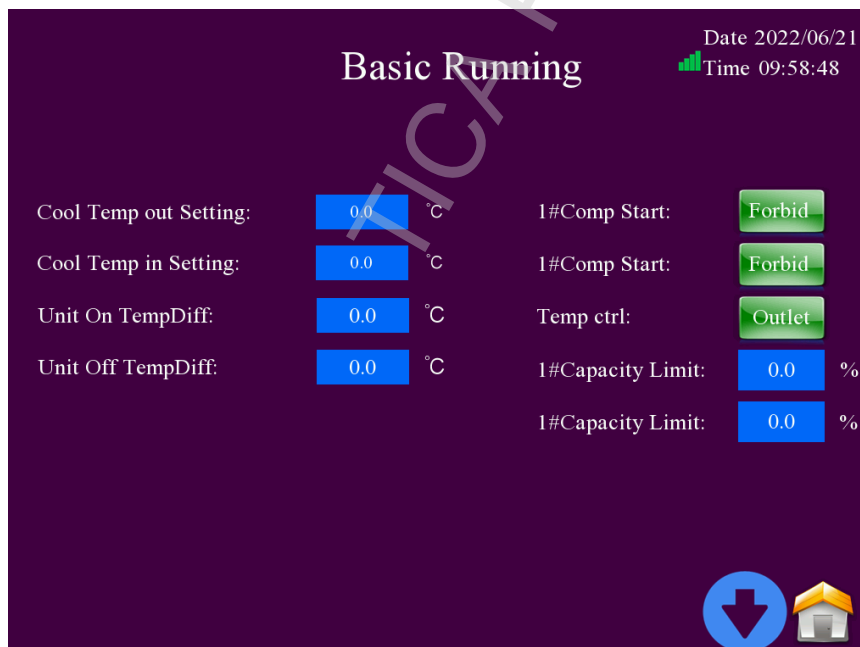 Date 2022/06/21
Basic Running
Time 09:58:48
TICA
Cool Temp out Setting: 0.0 °C 1#Comp Start: Forbid
Cool Temp in Setting: 0.0 °C 1#Comp Start: Forbid
Unit On TempDiff: 0.0 °C Temp ctrl: Outlet
Unit Off TempDiff: 0.0 °C 1#Capacity Limit: 0.0 %
1#Capacity Limit: 0.0 %